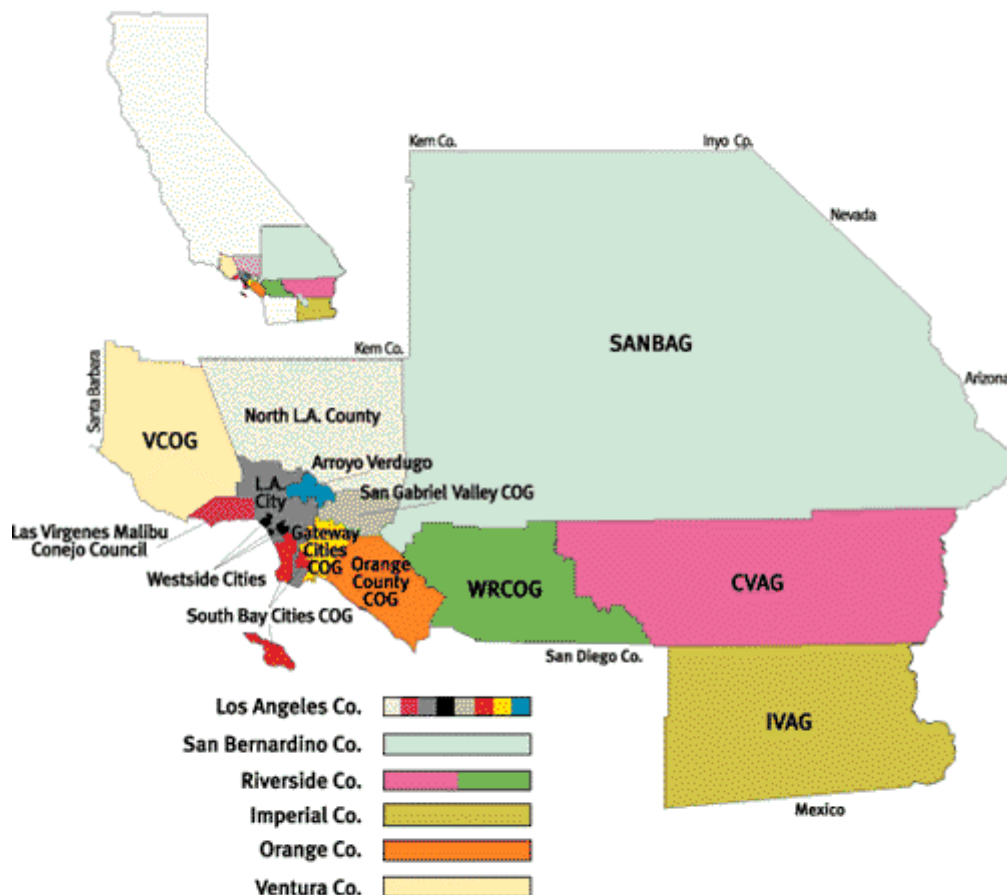 Kern Co.
Inyo Co.
Nevada
SANBAG
Arizona
Santa Barbara
Kern Co.
North L.A. County
VCOG
Arroyo Verdugo
L.A.
City
San Gabriel Valley COG
Las Virgenes Malibu
Conejo Council
Gateway
Cities
COG
Westside Cities
Orange
County
COG
WRCOG
CVAG
South Bay Cities COG
San Diego Co.
IVAG
Mexico
Los Angeles Co.
San Bernardino Co.
Riverside Co.
Imperial Co.
Orange Co.
Ventura Co.